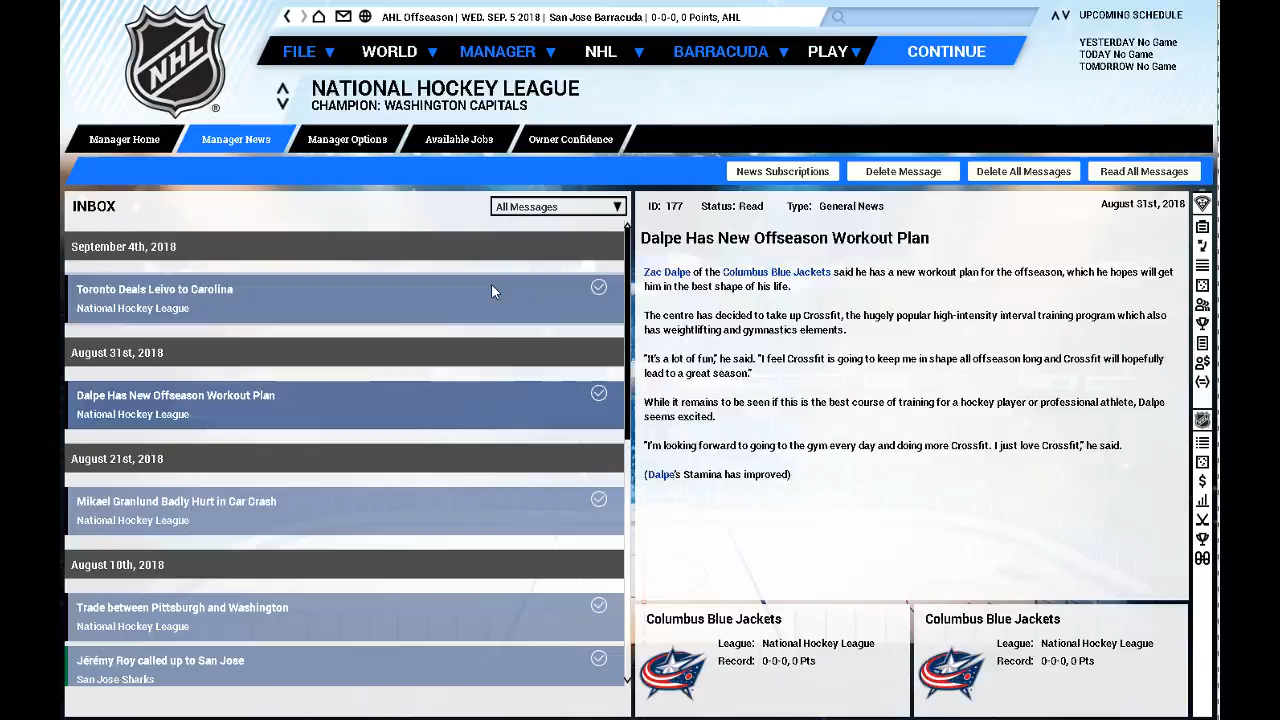 AHL Offseason | WED. SEP. 5 2018 | San Jose Barracuda | 0-0-0, 0 Points, AHL
UPCOMING SCHEDULE
YESTERDAY No Game
TODAY No Game
TOMORROW No Game
FILE WORLD MANAGER NHL BARRACUDA PLAY CONTINUE
NHL
NATIONAL HOCKEY LEAGUE
CHAMPION: WASHINGTON CAPITALS
Manager Home Manager News Manager Options Available Jobs Owner Confidence
News Subscriptions Delete Message Delete All Messages Read All Messages
INBOX All Messages
September 4th, 2018
Toronto Deals Leivo to Carolina
National Hockey League
August 31st, 2018
Dalpe Has New Offseason Workout Plan
National Hockey League
August 21st, 2018
Mikael Granlund Badly Hurt in Car Crash
National Hockey League
August 10th, 2018
Trade between Pittsburgh and Washington
National Hockey League
Jérémy Roy called up to San Jose
San Jose Sharks
ID: 177 Status: Read Type: General News August 31st, 2018
Dalpe Has New Offseason Workout Plan
Zac Dalpe of the Columbus Blue Jackets said he has a new workout plan for the offseason, which he hopes will get
him in the best shape of his life.
The centre has decided to take up Crossfit, the hugely popular high-intensity interval training program which also
has weightlifting and gymnastics elements.
"It's a lot of fun," he said. "I feel Crossfit is going to keep me in shape all offseason long and Crossfit will hopefully
lead to a great season."
While it remains to be seen if this is the best course of training for a hockey player or professional athlete, Dalpe
seems excited.
"I'm looking forward to going to the gym every day and doing more Crossfit. I just love Crossfit," he said.
(Dalpe's Stamina has improved)
Columbus Blue Jackets
League: National Hockey League
Record: 0-0-0, 0 Pts
Columbus Blue Jackets
League: National Hockey League
Record: 0-0-0, 0 Pts